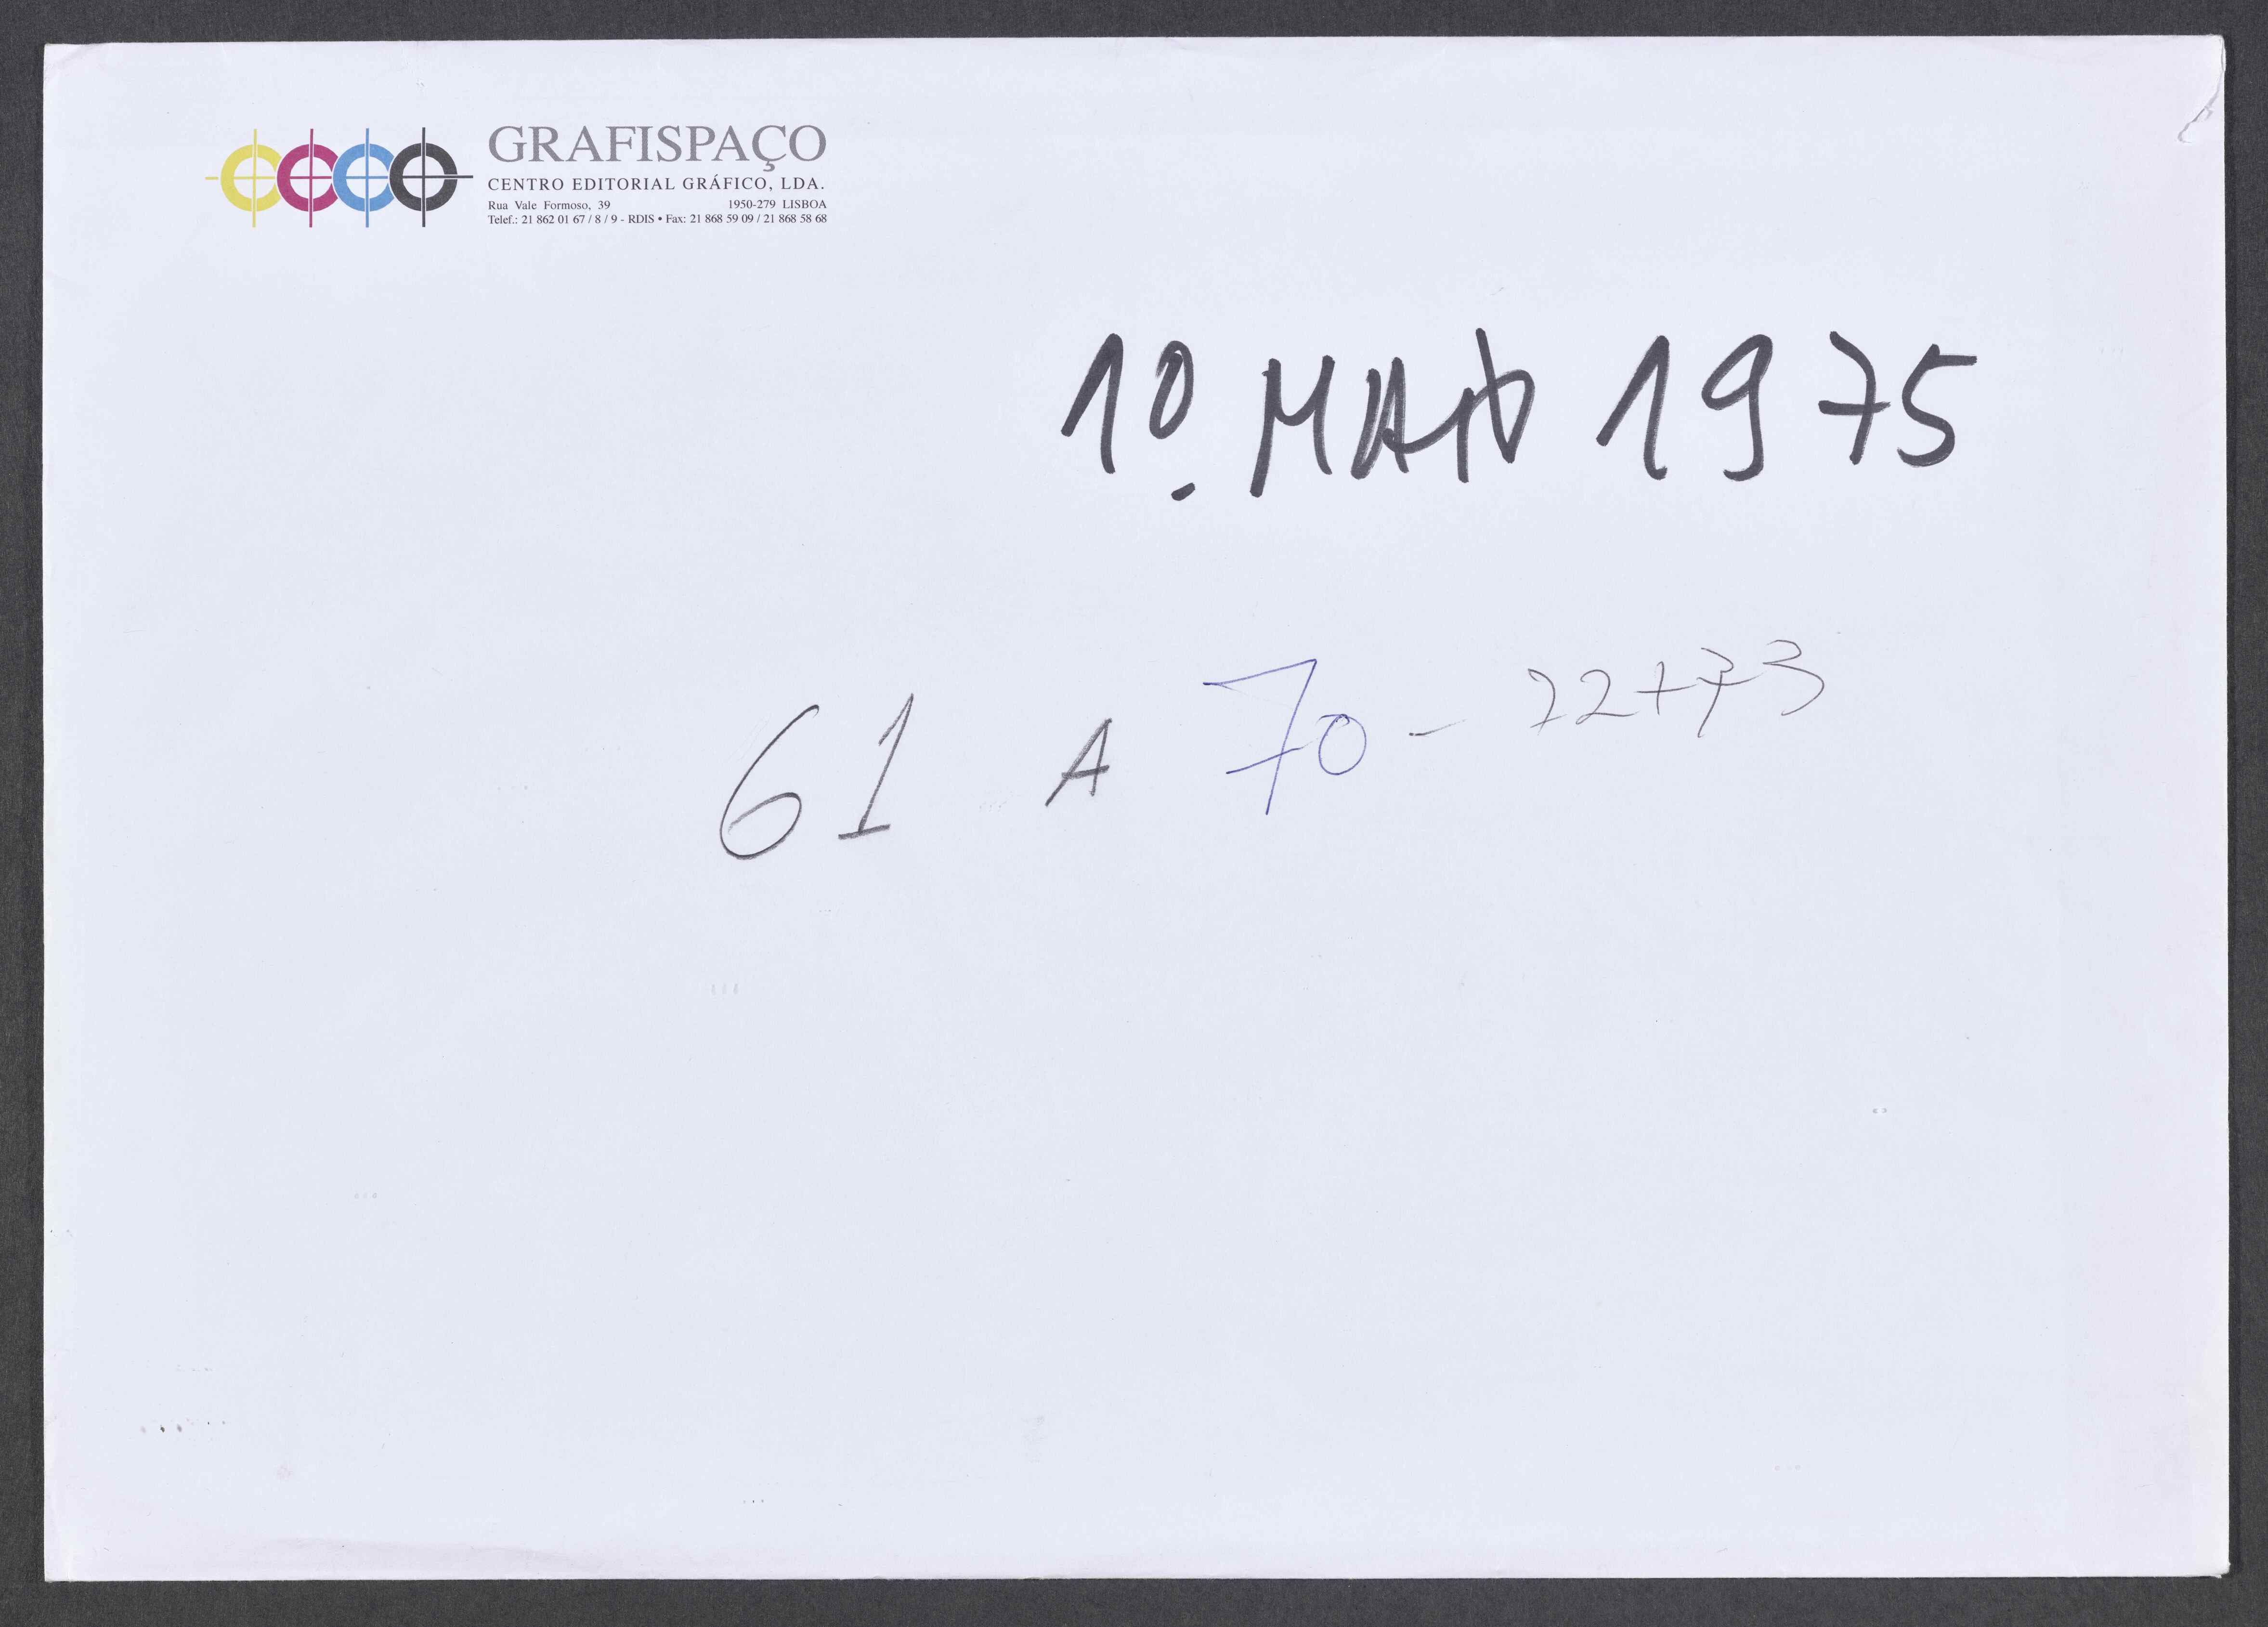 GRAFISPAÇO
CENTRO EDITORIAL GRÁFICO, LDA.
Rua Vale Formoso, 39 1950-279 LISBOA
Telef.: 21 862 01 67 / 8 / 9 - RDIS • Fax: 21 868 59 09 / 21 868 58 68
1º. MAIO 1975
61 A 70 - 72+73